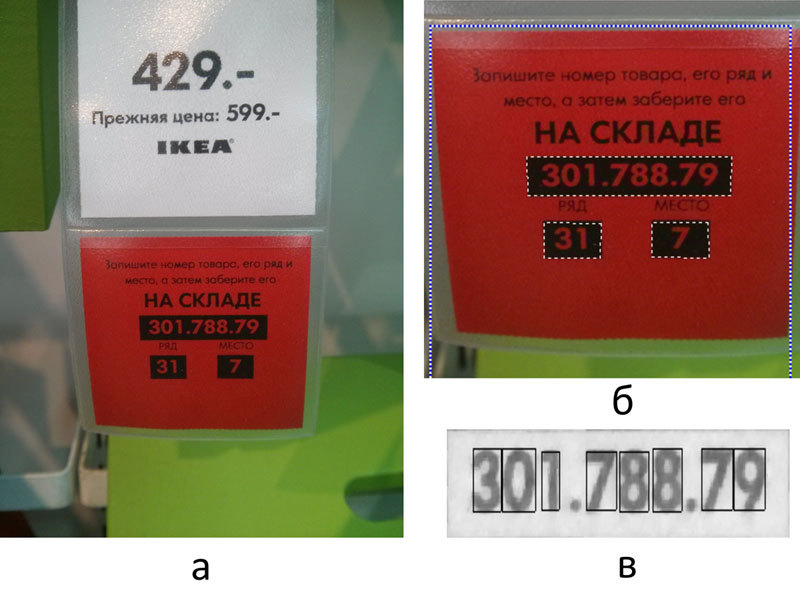 429.-
Прежняя цена: 599.-
IKEA
Запишите номер товара, его ряд и
место, а затем заберите его
НА СКЛАДЕ
301.788.79
РЯД МЕСТО
31 7
а
Запишите номер товара, его ряд и
место, а затем заберите его
НА СКЛАДЕ
301.788.79
РЯД МЕСТО
31 7
б
301.788.79
в